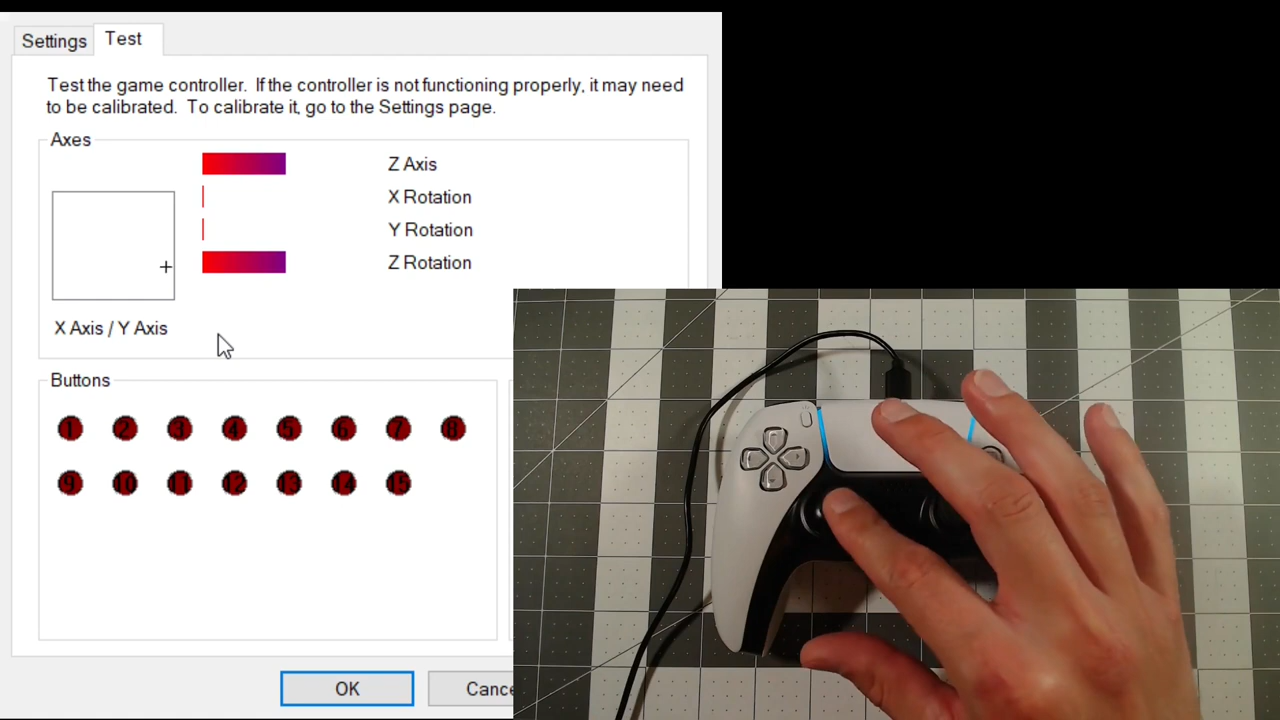 Settings Test
Test the game controller. If the controller is not functioning properly, it may need
to be calibrated. To calibrate it, go to the Settings page.
Axes
Z Axis
X Rotation
Y Rotation
Z Rotation
X Axis / Y Axis
Buttons
1 2 3 4 5 6 7 8
9 10 11 12 13 14 15
OK Cance